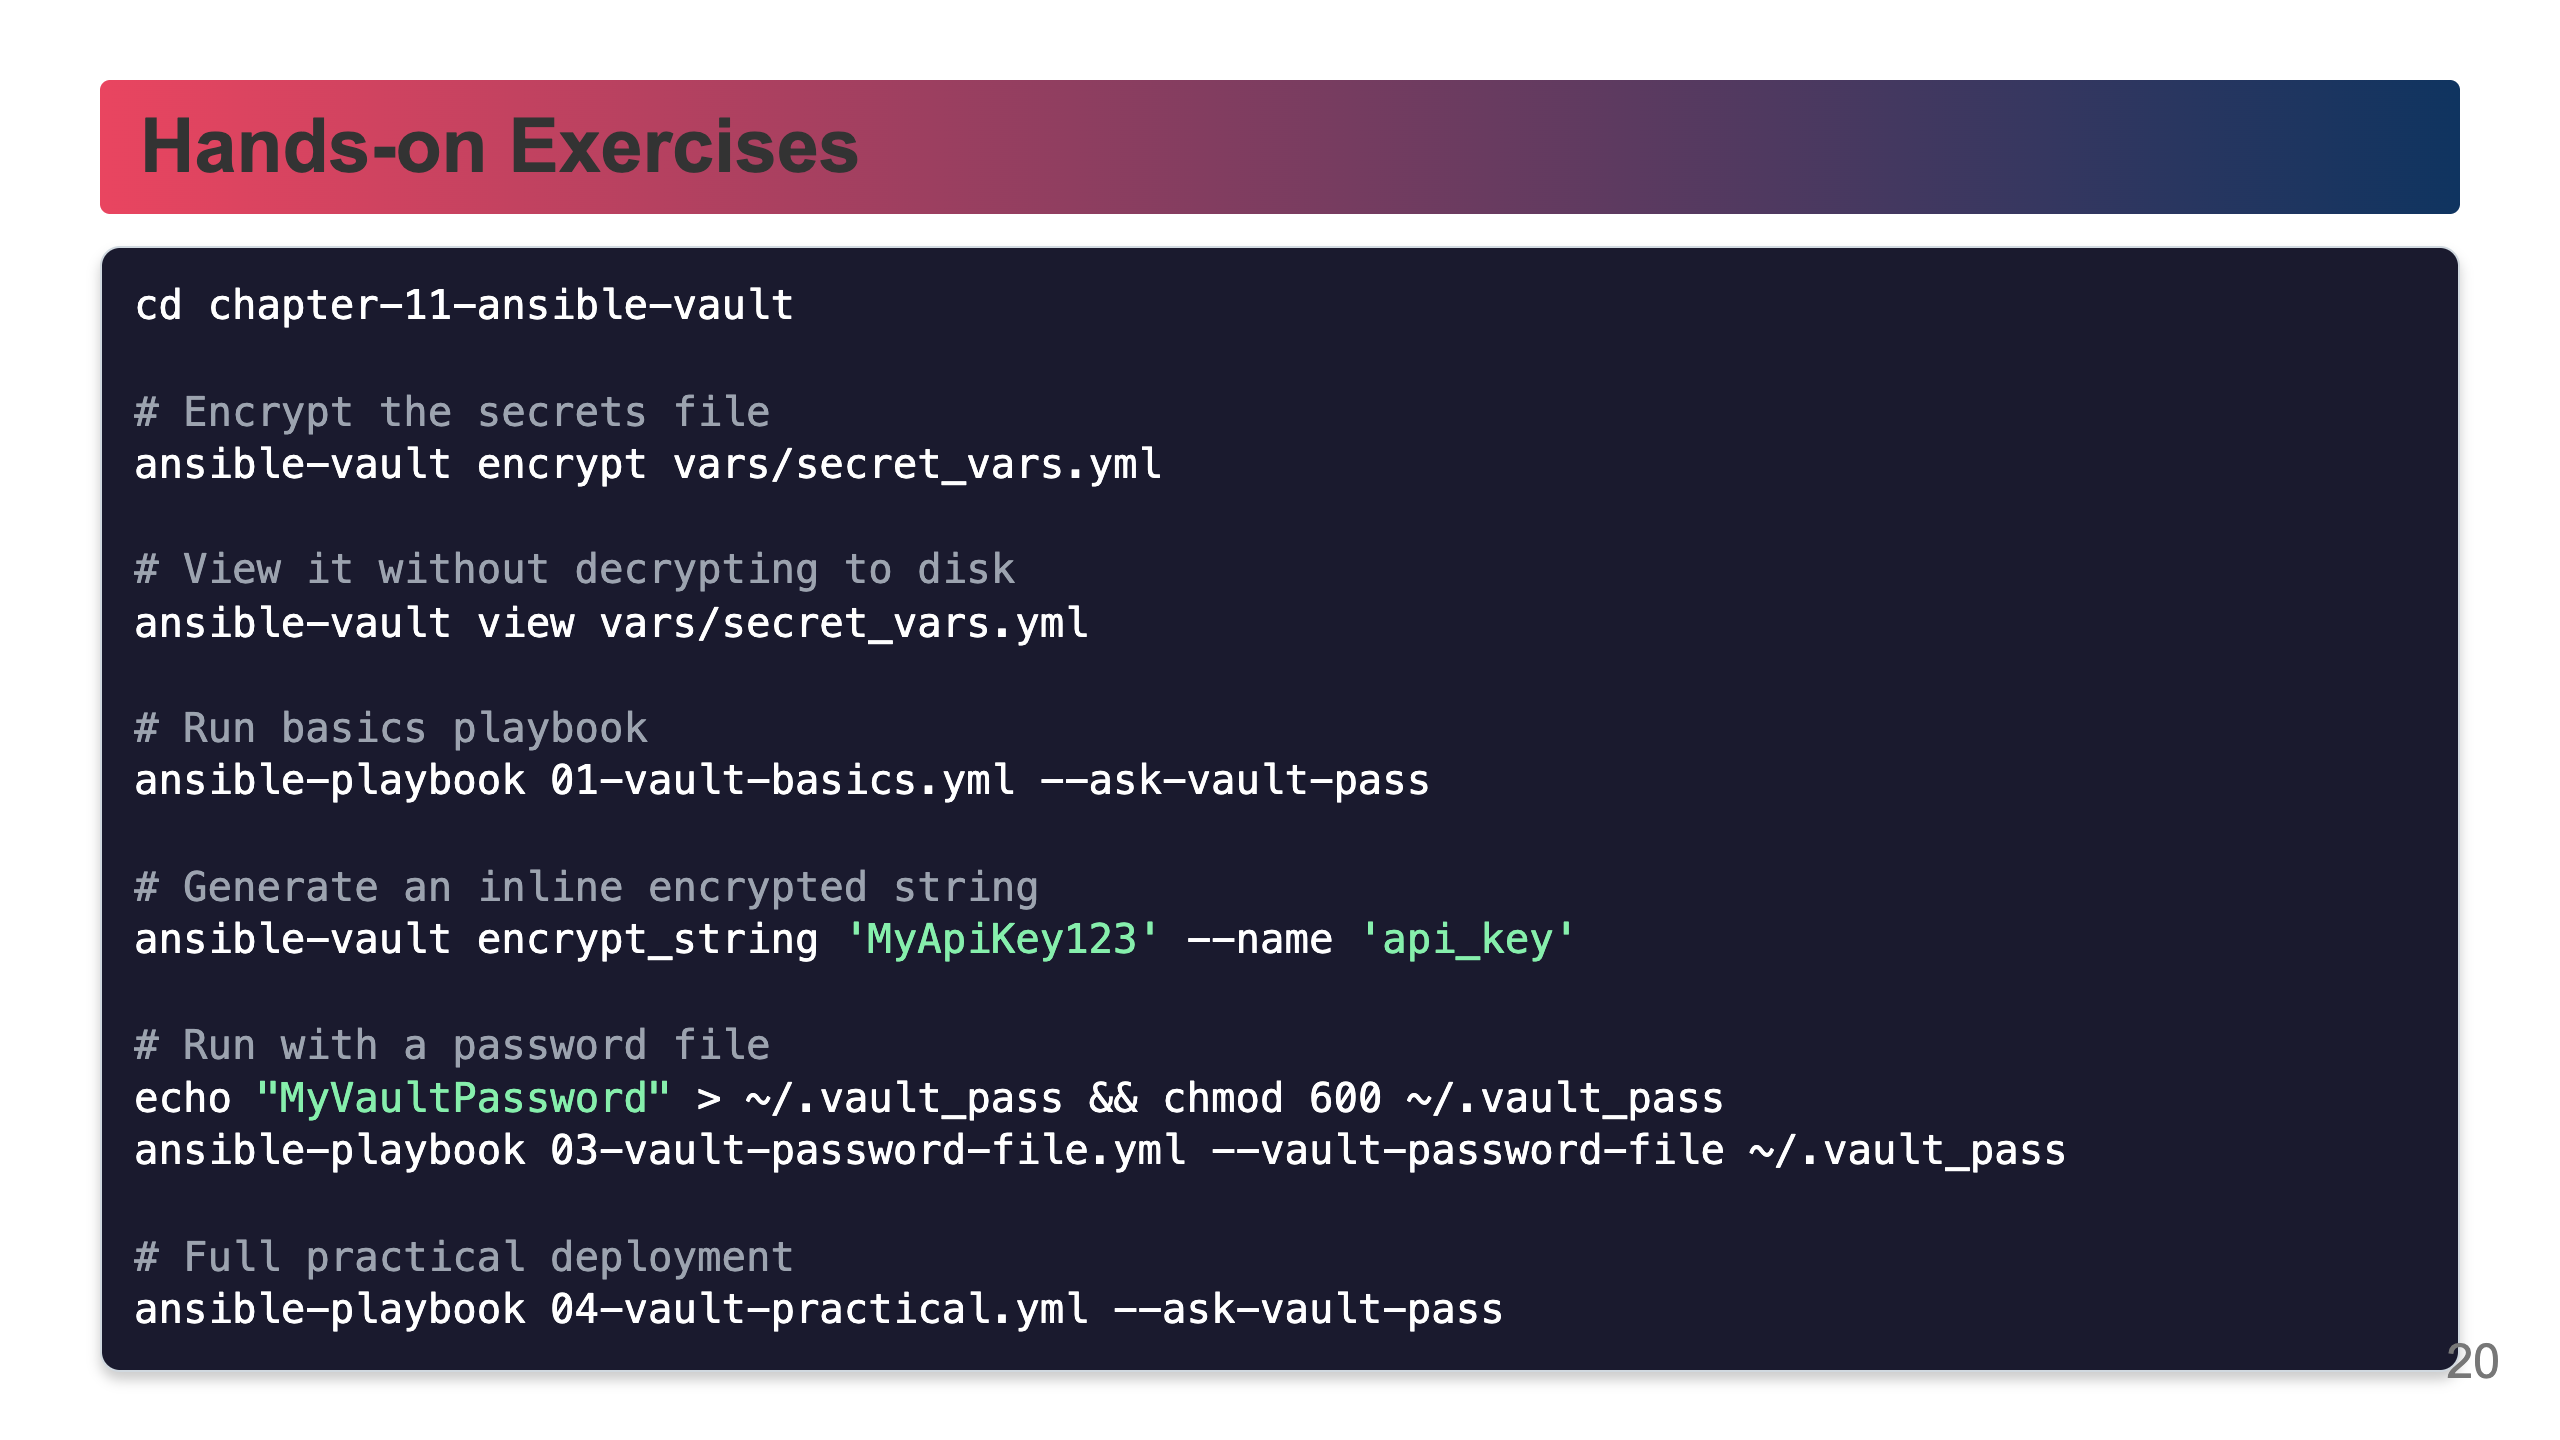 Hands-on Exercises
cd chapter-11-ansible-vault
# Encrypt the secrets file
ansible-vault encrypt vars/secret_vars.yml
# View it without decrypting to disk
ansible-vault view vars/secret_vars.yml
# Run basics playbook
ansible-playbook 01-vault-basics.yml --ask-vault-pass
# Generate an inline encrypted string
ansible-vault encrypt_string 'MyApiKey123' --name 'api_key'
# Run with a password file
echo "MyVaultPassword" > ~/.vault_pass && chmod 600 ~/.vault_pass
ansible-playbook 03-vault-password-file.yml --vault-password-file ~/.vault_pass
# Full practical deployment
ansible-playbook 04-vault-practical.yml --ask-vault-pass
20